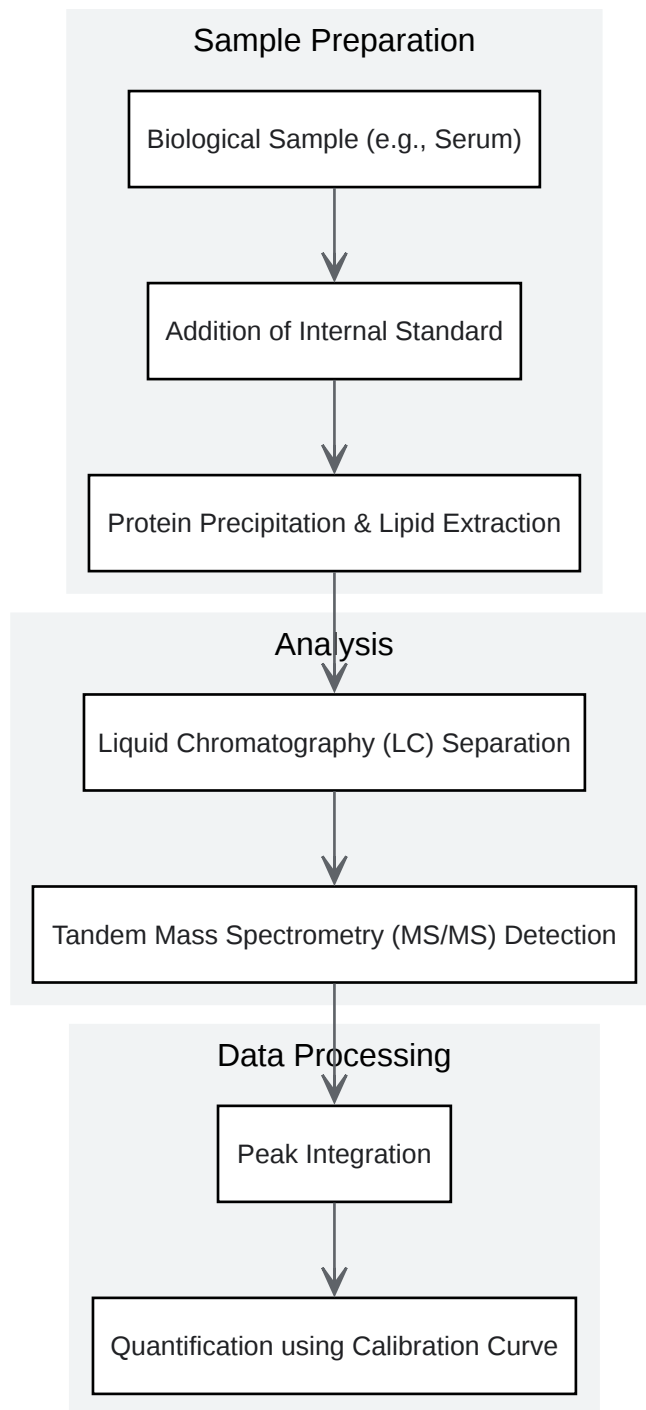 Sample Preparation
Biological Sample (e.g., Serum)
Addition of Internal Standard
Protein Precipitation & Lipid Extraction
Analysis
Liquid Chromatography (LC) Separation
Tandem Mass Spectrometry (MS/MS) Detection
Data Processing
Peak Integration
Quantification using Calibration Curve